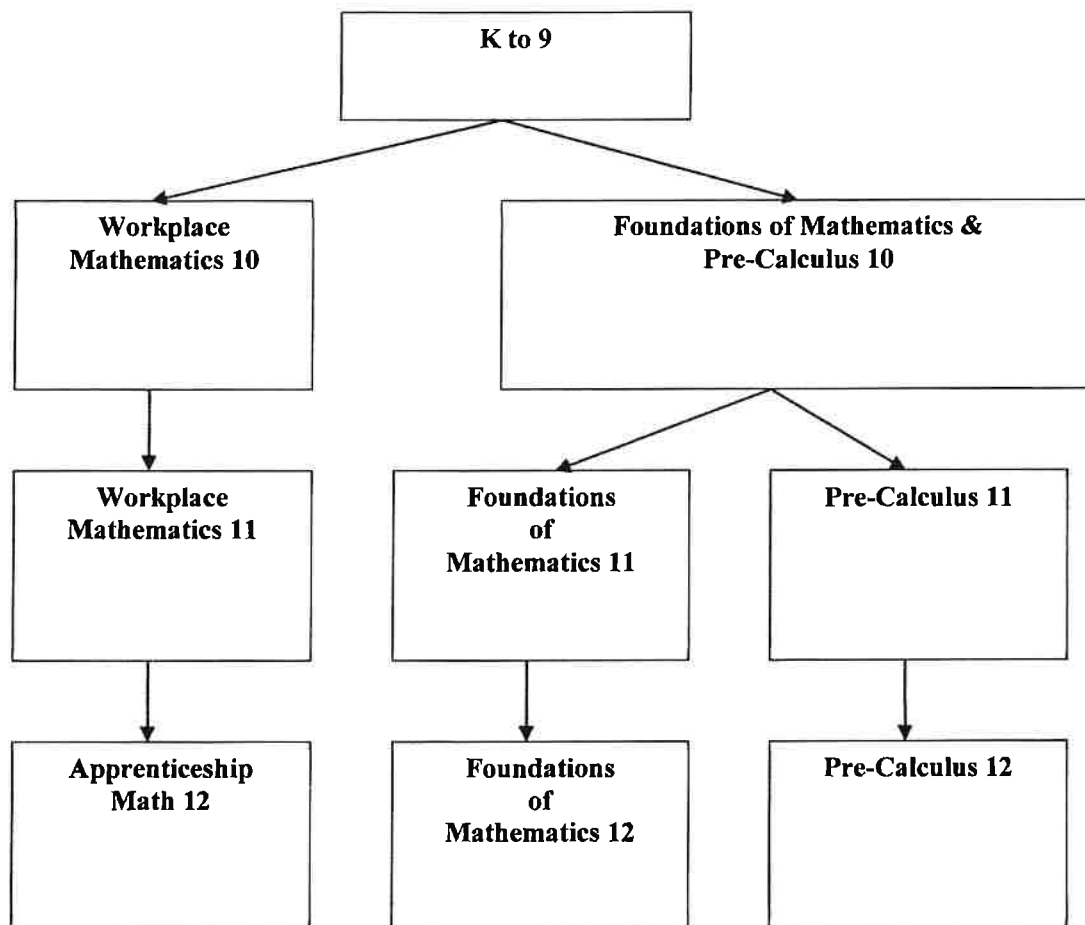 K to 9
Workplace
Mathematics 10
Foundations of Mathematics &
Pre-Calculus 10
Workplace
Mathematics 11
Foundations
of
Mathematics 11
Pre-Calculus 11
Apprenticeship
Math 12
Foundations
of
Mathematics 12
Pre-Calculus 12